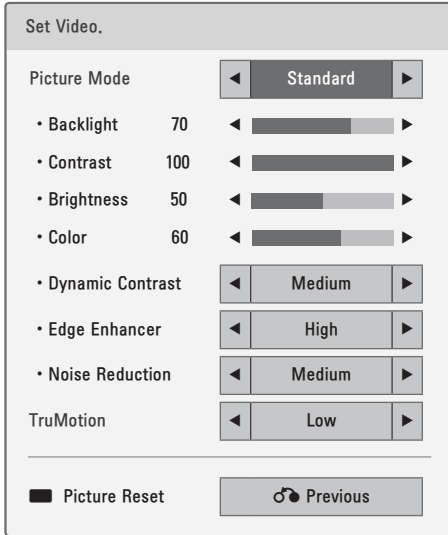 Set Video.
Picture Mode Standard
• Backlight 70
• Contrast 100
• Brightness 50
• Color 60
• Dynamic Contrast Medium
• Edge Enhancer High
• Noise Reduction Medium
TruMotion Low
Picture Reset Previous